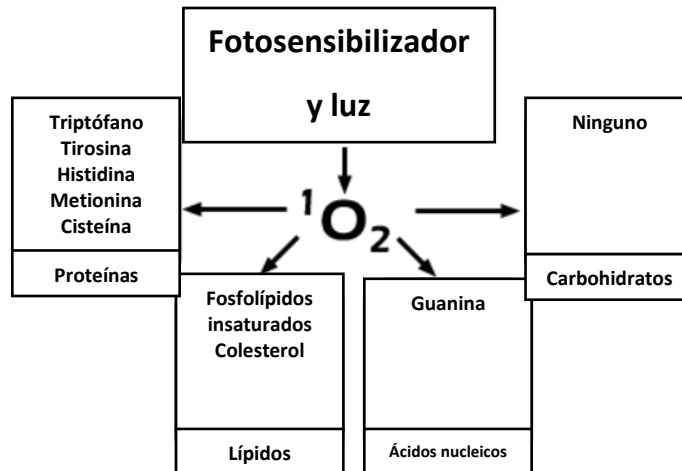 Fotosensibilizador
y luz
Triptófano
Tirosina
Histidina
Metionina
Cisteína
Proteínas
¹O₂
Ninguno
Carbohidratos
Fosfolípidos
insaturados
Colesterol
Lípidos
Guanina
Ácidos nucleicos